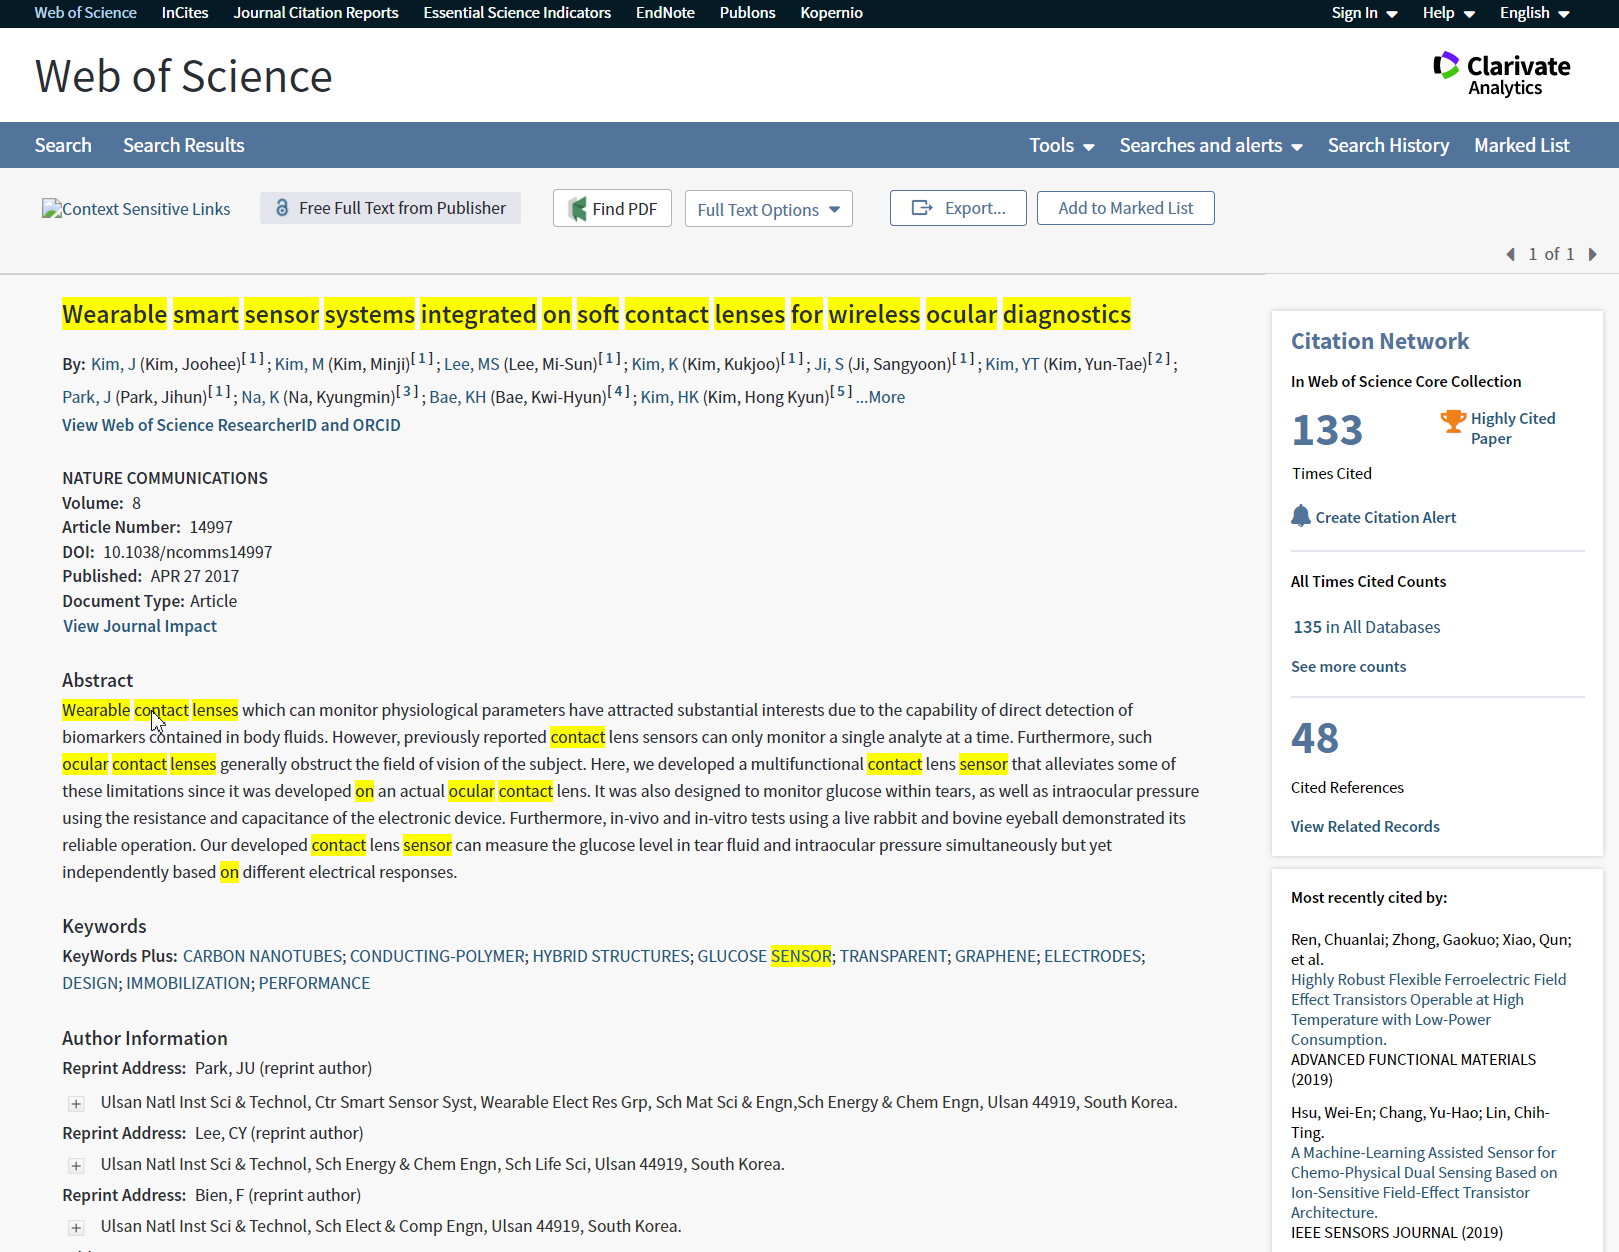 Web of Science InCites Journal Citation Reports Essential Science Indicators EndNote Publons Kopernio Sign In Help English
Web of Science
Clarivate
Analytics
Search Search Results Tools Searches and alerts Search History Marked List
Context Sensitive Links Free Full Text from Publisher Find PDF Full Text Options Export... Add to Marked List
1 of 1
Wearable smart sensor systems integrated on soft contact lenses for wireless ocular diagnostics
By: Kim, J (Kim, Joohee)[ 1 ] ; Kim, M (Kim, Minji)[ 1 ] ; Lee, MS (Lee, Mi-Sun)[ 1 ] ; Kim, K (Kim, Kukjoo)[ 1 ] ; Ji, S (Ji, Sangyoon)[ 1 ] ; Kim, YT (Kim, Yun-Tae)[ 2 ] ;
Park, J (Park, Jihun)[ 1 ] ; Na, K (Na, Kyungmin)[ 3 ] ; Bae, KH (Bae, Kwi-Hyun)[ 4 ] ; Kim, HK (Kim, Hong Kyun)[ 5 ] ...More
View Web of Science ResearcherID and ORCID
NATURE COMMUNICATIONS
Volume: 8
Article Number: 14997
DOI: 10.1038/ncomms14997
Published: APR 27 2017
Document Type: Article
View Journal Impact
Abstract
Wearable contact lenses which can monitor physiological parameters have attracted substantial interests due to the capability of direct detection of
biomarkers contained in body fluids. However, previously reported contact lens sensors can only monitor a single analyte at a time. Furthermore, such
ocular contact lenses generally obstruct the field of vision of the subject. Here, we developed a multifunctional contact lens sensor that alleviates some of
these limitations since it was developed on an actual ocular contact lens. It was also designed to monitor glucose within tears, as well as intraocular pressure
using the resistance and capacitance of the electronic device. Furthermore, in-vivo and in-vitro tests using a live rabbit and bovine eyeball demonstrated its
reliable operation. Our developed contact lens sensor can measure the glucose level in tear fluid and intraocular pressure simultaneously but yet
independently based on different electrical responses.
Keywords
KeyWords Plus: CARBON NANOTUBES; CONDUCTING-POLYMER; HYBRID STRUCTURES; GLUCOSE SENSOR; TRANSPARENT; GRAPHENE; ELECTRODES;
DESIGN; IMMOBILIZATION; PERFORMANCE
Author Information
Reprint Address: Park, JU (reprint author)
Ulsan Natl Inst Sci & Technol, Ctr Smart Sensor Syst, Wearable Elect Res Grp, Sch Mat Sci & Engn,Sch Energy & Chem Engn, Ulsan 44919, South Korea.
Reprint Address: Lee, CY (reprint author)
Ulsan Natl Inst Sci & Technol, Sch Energy & Chem Engn, Sch Life Sci, Ulsan 44919, South Korea.
Reprint Address: Bien, F (reprint author)
Ulsan Natl Inst Sci & Technol, Sch Elect & Comp Engn, Ulsan 44919, South Korea.
Citation Network
In Web of Science Core Collection
133
Highly Cited
Paper
Times Cited
Create Citation Alert
All Times Cited Counts
135 in All Databases
See more counts
48
Cited References
View Related Records
Most recently cited by:
Ren, Chuanlai; Zhong, Gaokuo; Xiao, Qun;
et al.
Highly Robust Flexible Ferroelectric Field
Effect Transistors Operable at High
Temperature with Low-Power
Consumption.
ADVANCED FUNCTIONAL MATERIALS
(2019)
Hsu, Wei-En; Chang, Yu-Hao; Lin, Chih-
Ting.
A Machine-Learning Assisted Sensor for
Chemo-Physical Dual Sensing Based on
Ion-Sensitive Field-Effect Transistor
Architecture.
IEEE SENSORS JOURNAL (2019)